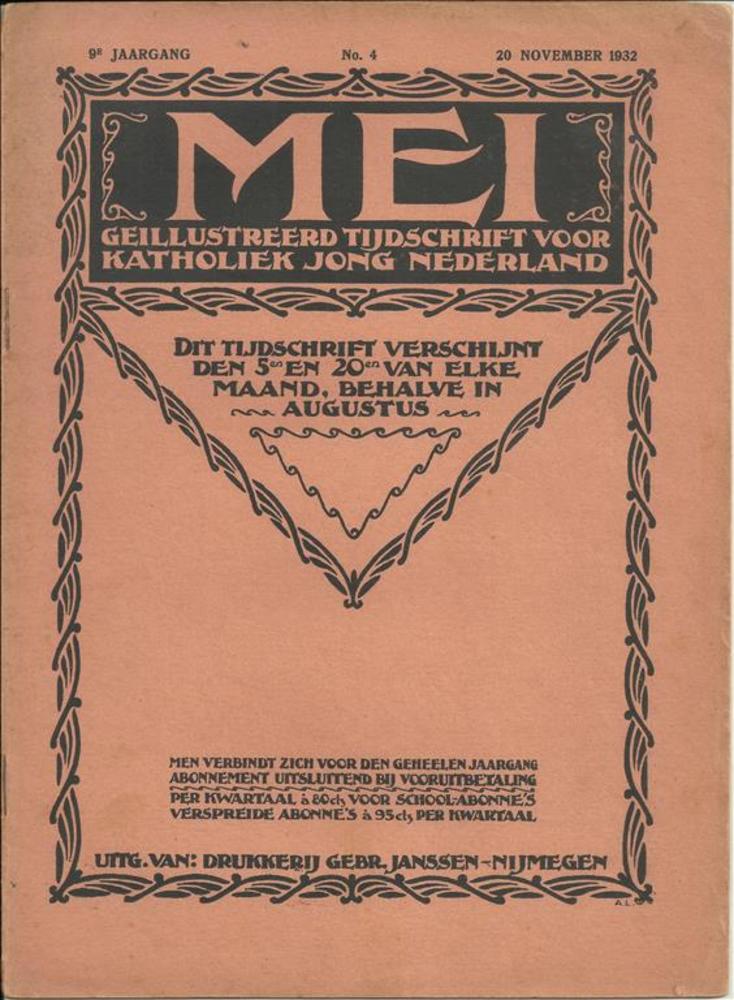 9E JAARGANG No. 4 20 NOVEMBER 1932
MEI
GEILLUSTREERD TIJDSCHRIFT VOOR
KATHOLIEK JONG NEDERLAND
DIT TIJDSCHRIFT VERSCHIJNT
DEN 5en EN 20en VAN ELKE
MAAND, BEHALVE IN
AUGUSTUS
MEN VERBINDT ZICH VOOR DEN GEHEELEN JAARGANG
ABONNEMENT UITSLUITEND BIJ VOORUITBETALING
PER KWARTAAL à 80 cts VOOR SCHOOL-ABONNE'S
VERSPREIDE ABONNE'S à 95 cts PER KWARTAAL
UITG. VAN: DRUKKERIJ GEBR. JANSSEN-NIJMEGEN
A.L.